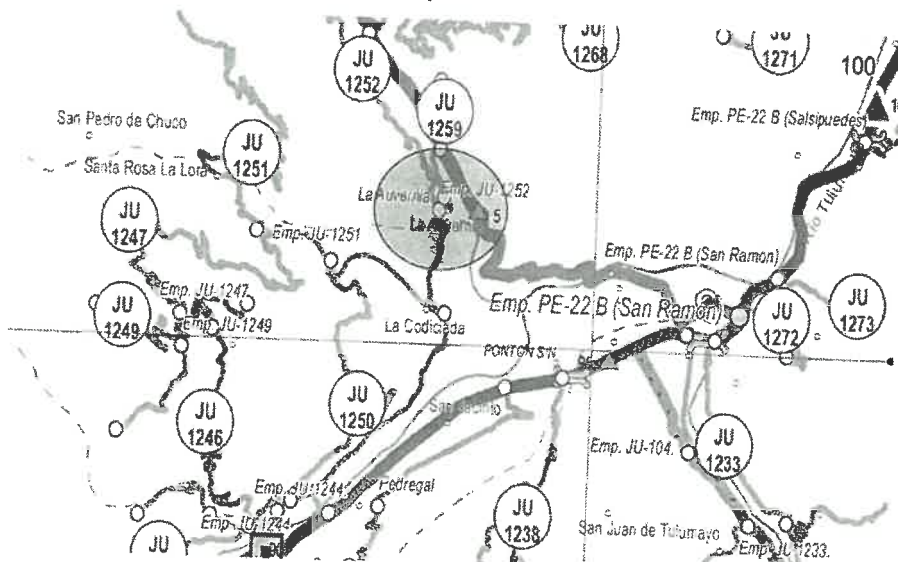 JU
1252
JU
1268
JU
1271
100
JU
1259
Emp. PE-22 B (Salsipuedes)
San Pedro de Chuco
JU
1251
Santa Rosa La Lora
La Auvernia
Emp. JU-1252
5
JU
1247
Emp. JU-1251
Emp. PE-22 B (San Ramon)
Emp. JU-1247
Emp. PE-22 B (San Ramón)
JU
1249
Emp. JU-1249
La Codiciada
JU
1272
JU
1273
PONTON S/N
JU
1250
San Jacinto
JU
1246
Emp. JU-104.
JU
1233
Emp. JU-1244
Pedregal
Emp. JU-1244
JU
1238
San Juan de Tulumayo
JU
Emp. JU-1233.